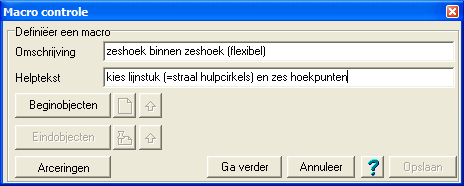 Macro controle
Definiëer een macro
Omschrijving zeshoek binnen zeshoek (flexibel)
Helptekst kies lijnstuk (=straal hulpcirkels) en zes hoekpunten
Beginobjecten
Eindobjecten
Arceringen Ga verder Annuleer ? Opslaan